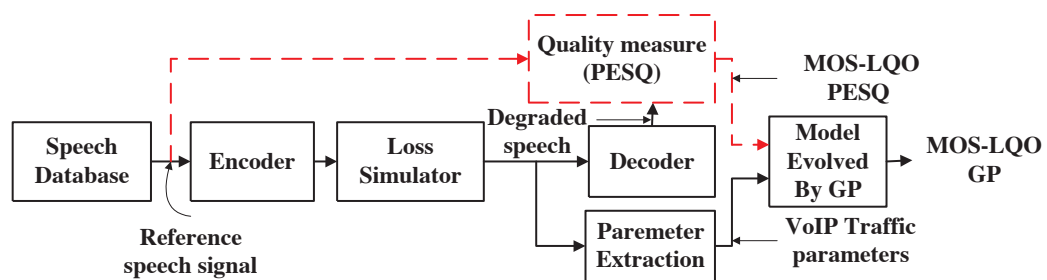 Quality measure
(PESQ)
MOS-LQO
PESQ
Degraded
speech
Speech
Database
Encoder
Loss
Simulator
Decoder
Model
Evolved
By GP
MOS-LQO
GP
Reference
speech signal
Paremeter
Extraction
VoIP Traffic
parameters